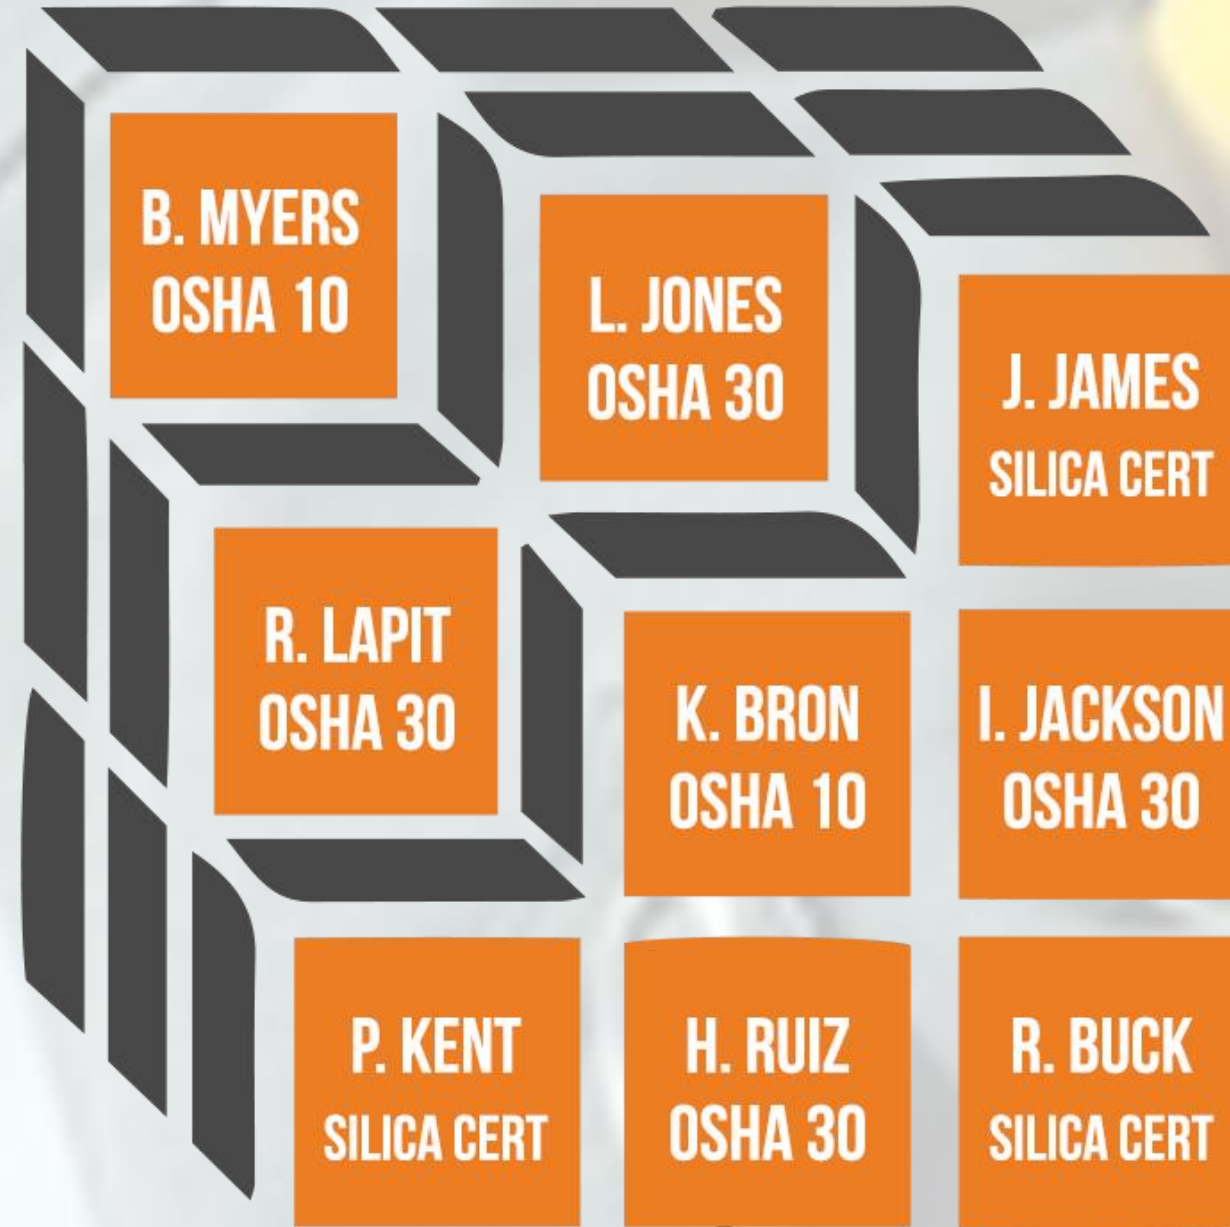 B. MYERS
OSHA 10
L. JONES
OSHA 30
J. JAMES
SILICA CERT
R. LAPIT
OSHA 30
K. BRON
OSHA 10
I. JACKSON
OSHA 30
P. KENT
SILICA CERT
H. RUIZ
OSHA 30
R. BUCK
SILICA CERT